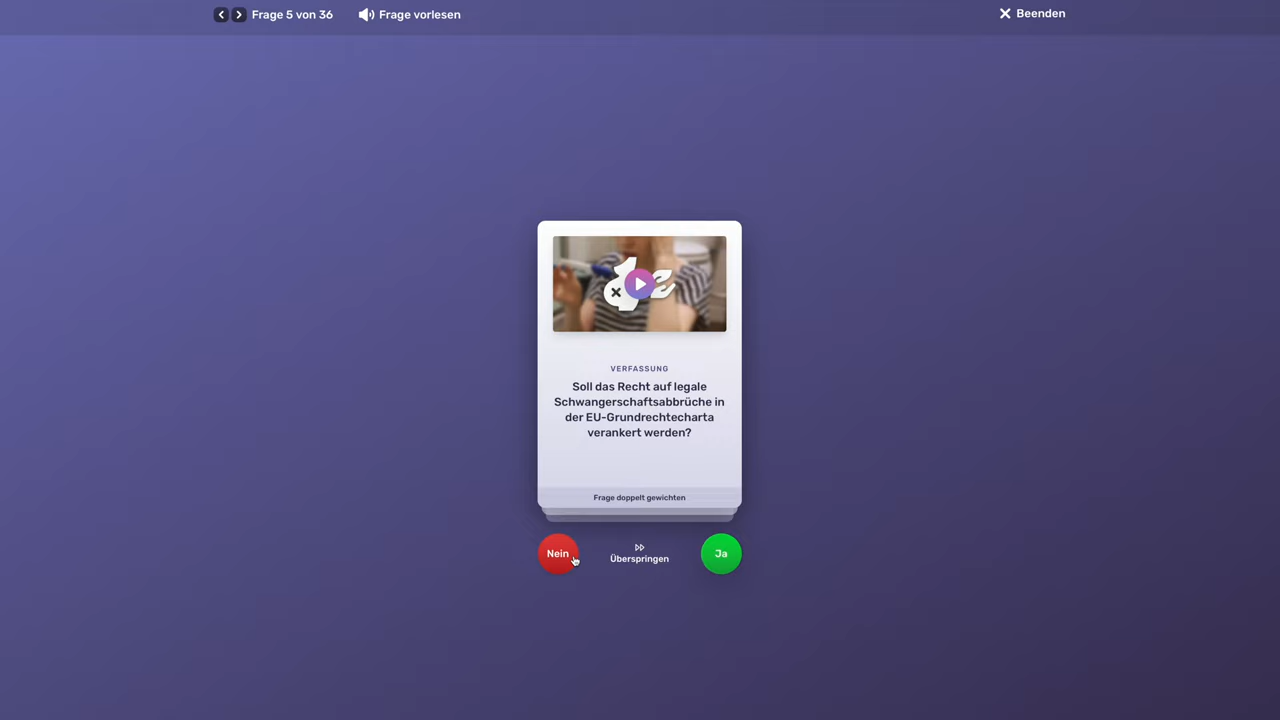 Frage 5 von 36
Frage vorlesen
Beenden
VERFASSUNG
Soll das Recht auf legale
Schwangerschaftsabbrüche in
der EU-Grundrechtecharta
verankert werden?
Frage doppelt gewichten
Nein
Überspringen
Ja